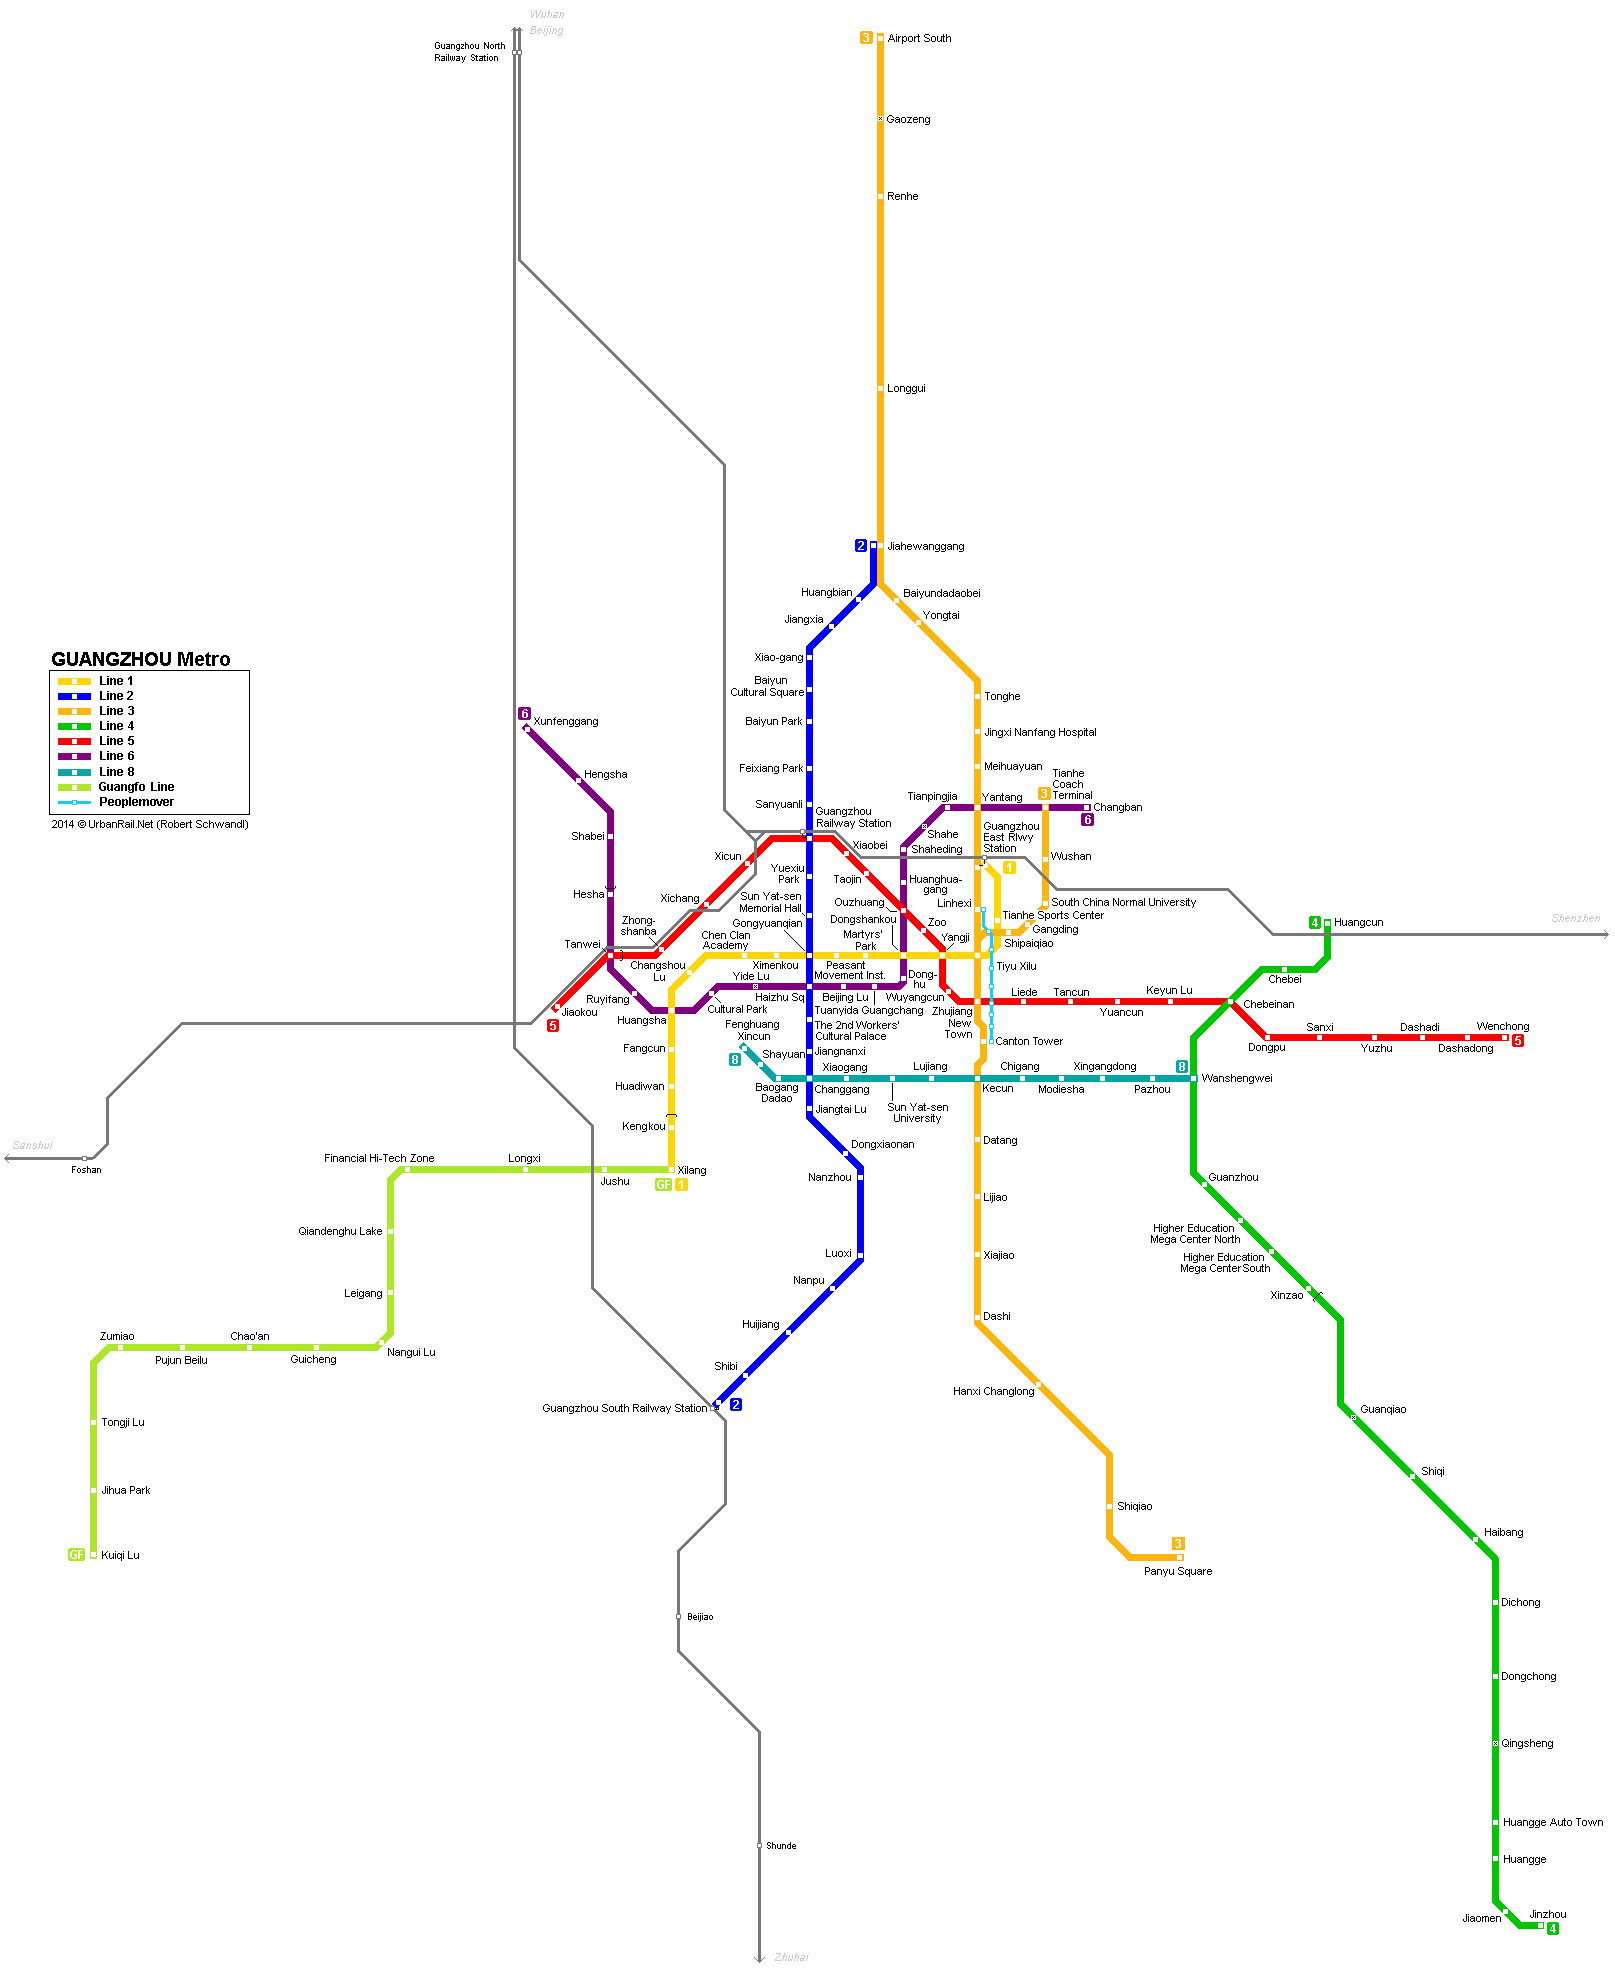 Wuhan
Beijing
Guangzhou North
Railway Station
3
Airport South
Gaozeng
Renhe
Longgui
2
Jiahewanggang
Huangbian
Baiyundadaobei
Jiangxia
Yongtai
Xiao-gang
Baiyun
Cultural Square
Tonghe
Baiyun Park
Jingxi Nanfang Hospital
Feixiang Park
Meihuayuan
Sanyuanli
GUANGZHOU Metro
Line 1
Line 2
Line 3
Line 4
Line 5
Line 6
Line 8
Guangfo Line
Peoplemover
2014 © UrbanRail.Net (Robert Schwandl)
6
Xunfenggang
Hengsha
Shabei
Hesha
Tianhe
Coach
Terminal
3
Tianpingjia
Yantang
Changban
6
Guangzhou
Railway Station
Shahe
Guangzhou
East Rlwy
Station
Shaheding
Xiaobei
Wushan
Xicun
1
Yuexiu
Park
Taojin
Huanghua-
gang
Xichang
Sun Yat-sen
Memorial Hall
Ouzhuang
Linhexi
South China Normal University
Zhong-
shanba
Gongyuanqian
Dongshankou
Zoo
Tianhe Sports Center
Gangding
4
Huangcun
Shenzhen
Tanwei
Chen Clan
Academy
Martyrs'
Park
Yangji
Shipaiqiao
Changshou
Lu
Ximenkou
Peasant
Movement Inst.
Tiyu Xilu
Chebei
Yide Lu
Dong-
hu
Ruyifang
Cultural Park
Haizhu Sq
Beijing Lu
Wuyangcun
Liede
Tancun
Keyun Lu
Chebeinan
Jiaokou
5
Huangsha
Tuanyida Guangchang
Zhujiang
New
Town
Yuancun
Fenghuang
Xincun
The 2nd Workers'
Cultural Palace
Sanxi
Dashadi
Wenchong
5
Fangcun
8
Shayuan
Jiangnanxi
Canton Tower
Dongpu
Yuzhu
Dashadong
Xiaogang
Lujiang
Chigang
Xingangdong
8
Wanshengwei
Huadiwan
Baogang
Dadao
Changgang
Kecun
Modiesha
Pazhou
Sun Yat-sen
University
Jiangtai Lu
Kengkou
Sanshui
Foshan
Dongxiaonan
Datang
Financial Hi-Tech Zone
Longxi
Xilang
Jushu
GF
1
Nanzhou
Guanzhou
Lijiao
Qiandenghu Lake
Higher Education
Mega Center North
Luoxi
Xiajiao
Higher Education
Mega Center South
Leigang
Nanpu
Xinzao
Dashi
Huijiang
Zumiao
Chao'an
Pujun Beilu
Guicheng
Nangui Lu
Shibi
Hanxi Changlong
Guangzhou South Railway Station
2
Guanqiao
Tongji Lu
Shiqi
Jihua Park
Shiqiao
Haibang
GF
Kuiqi Lu
3
Panyu Square
Dichong
Beijiao
Dongchong
Qingsheng
Huangge Auto Town
Shunde
Huangge
Jiaomen
Jinzhou
4
Zhuhai